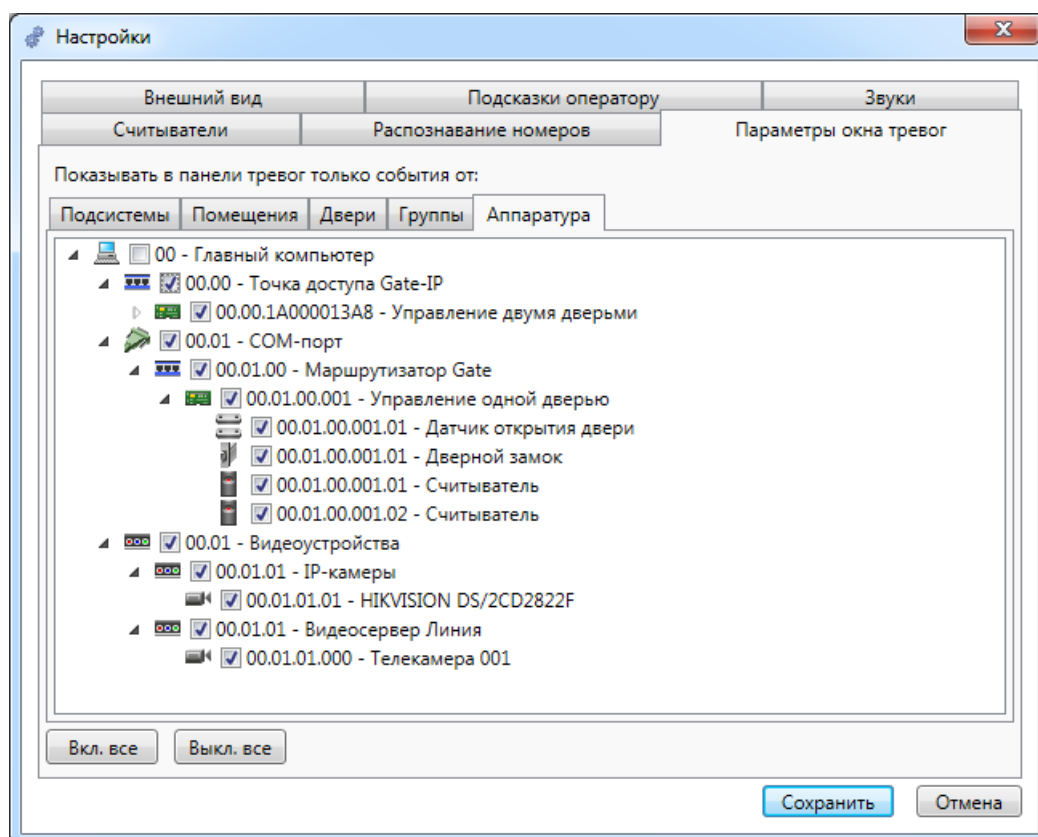 Настройки
Внешний вид
Подсказки оператору
Звуки
Считыватели
Распознавание номеров
Параметры окна тревог
Показывать в панели тревог только события от:
Подсистемы
Помещения
Двери
Группы
Аппаратура
00 - Главный компьютер
00.00 - Точка доступа Gate-IP
00.00.1A000013A8 - Управление двумя дверьми
00.01 - COM-порт
00.01.00 - Маршрутизатор Gate
00.01.00.001 - Управление одной дверью
00.01.00.001.01 - Датчик открытия двери
00.01.00.001.01 - Дверной замок
00.01.00.001.01 - Считыватель
00.01.00.001.02 - Считыватель
00.01 - Видеоустройства
00.01.01 - IP-камеры
00.01.01.01 - HIKVISION DS/2CD2822F
00.01.01 - Видеосервер Линия
00.01.01.000 - Телекамера 001
Вкл. все
Выкл. все
Сохранить
Отмена